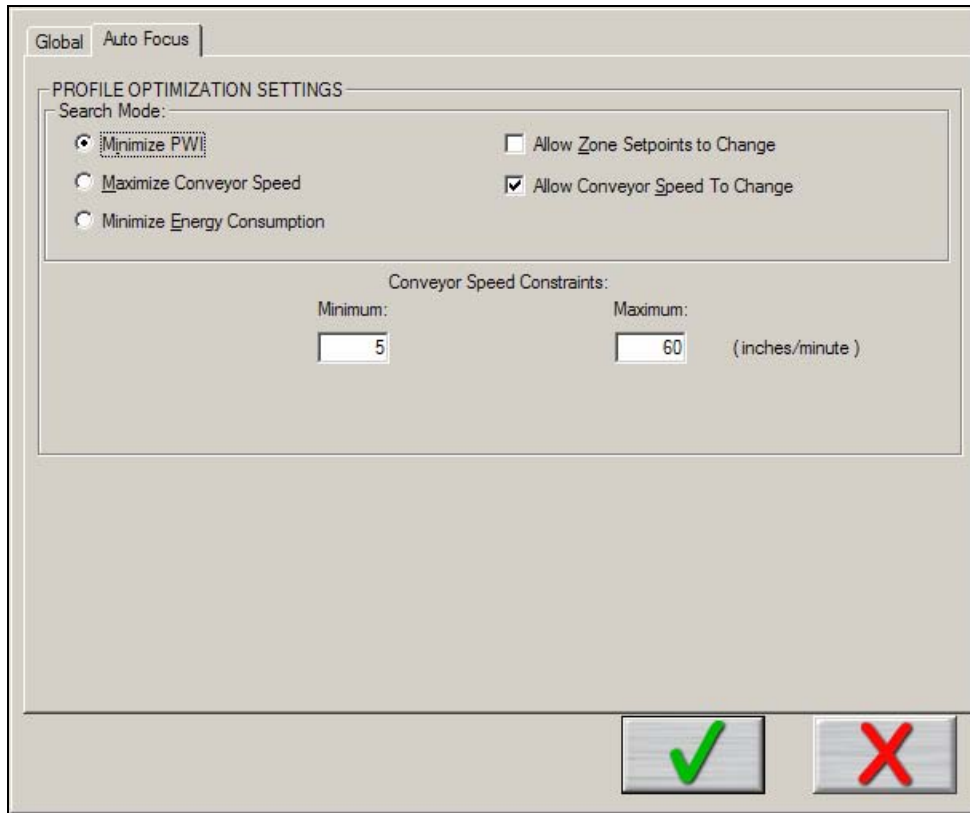 Global
Auto Focus
PROFILE OPTIMIZATION SETTINGS
Search Mode:
Minimize PWI
Allow Zone Setpoints to Change
Maximize Conveyor Speed
Allow Conveyor Speed To Change
Minimize Energy Consumption
Conveyor Speed Constraints:
Minimum:
Maximum:
5
60
( inches/minute )